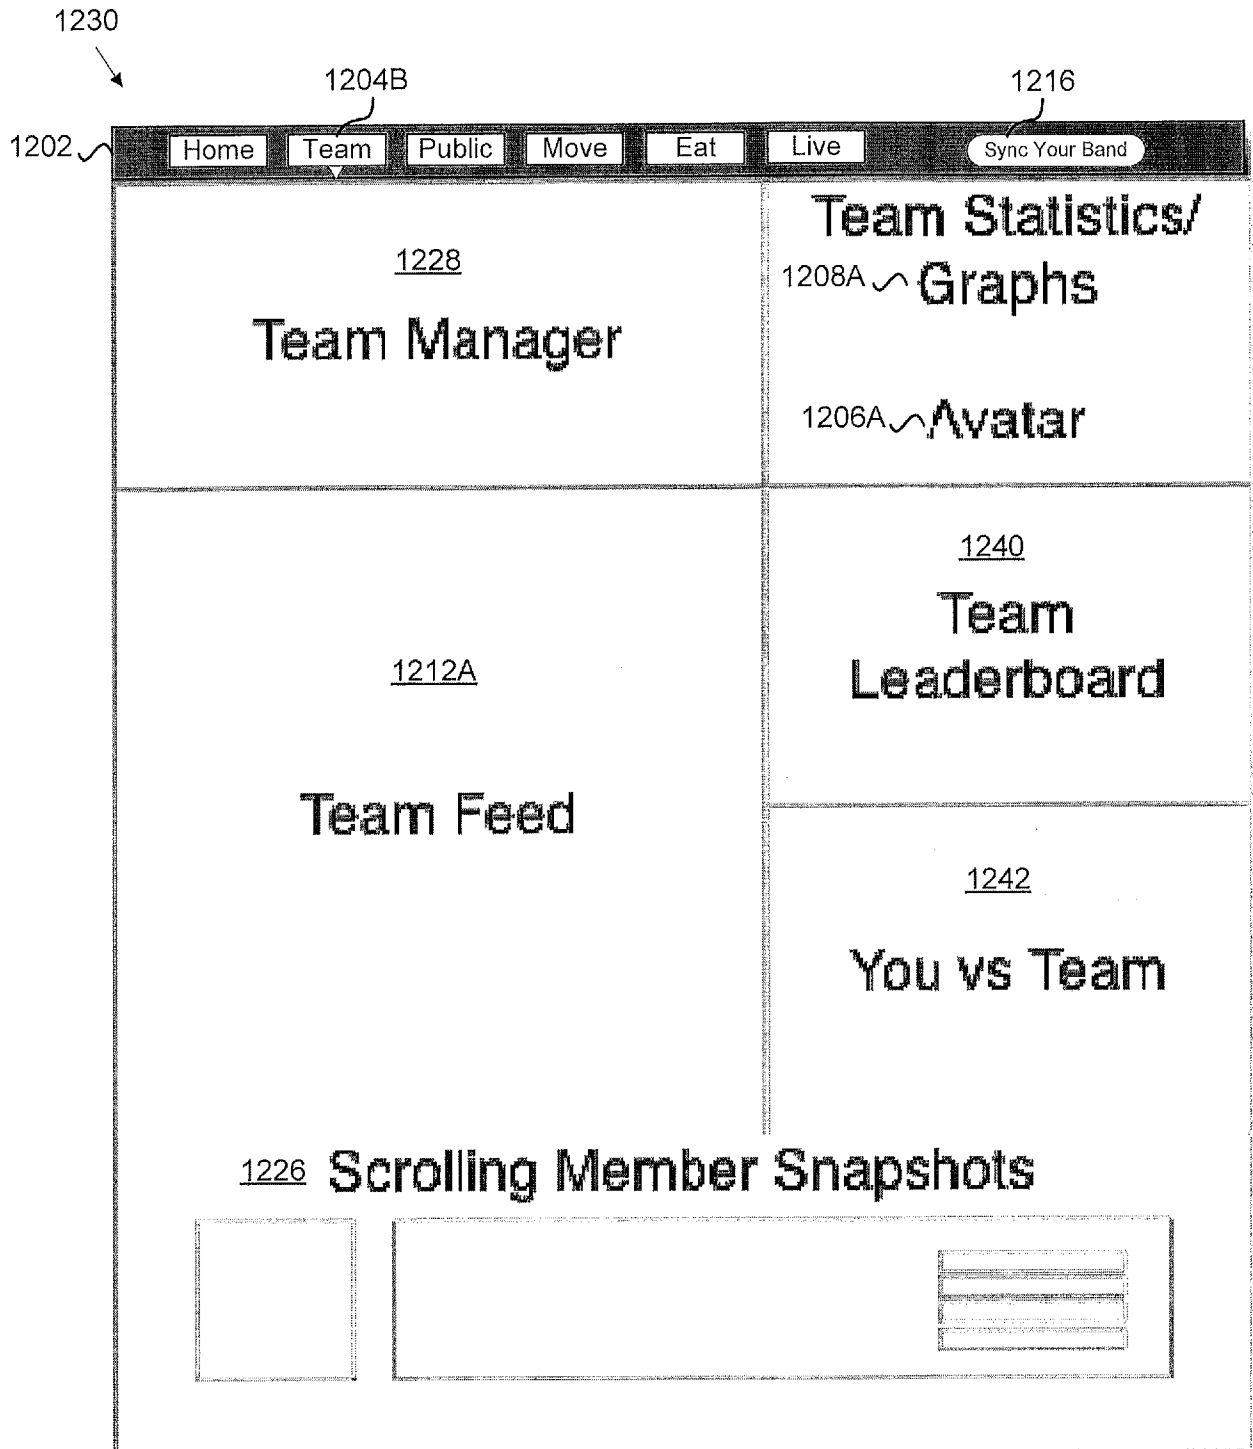 1230
1204B
1216
1202
Home Team Public Move Eat Live Sync Your Band
1228
Team Manager
Team Statistics/
1208A Graphs
1206A Avatar
1240
Team
Leaderboard
1212A
Team Feed
1242
You vs Team
1226 Scrolling Member Snapshots